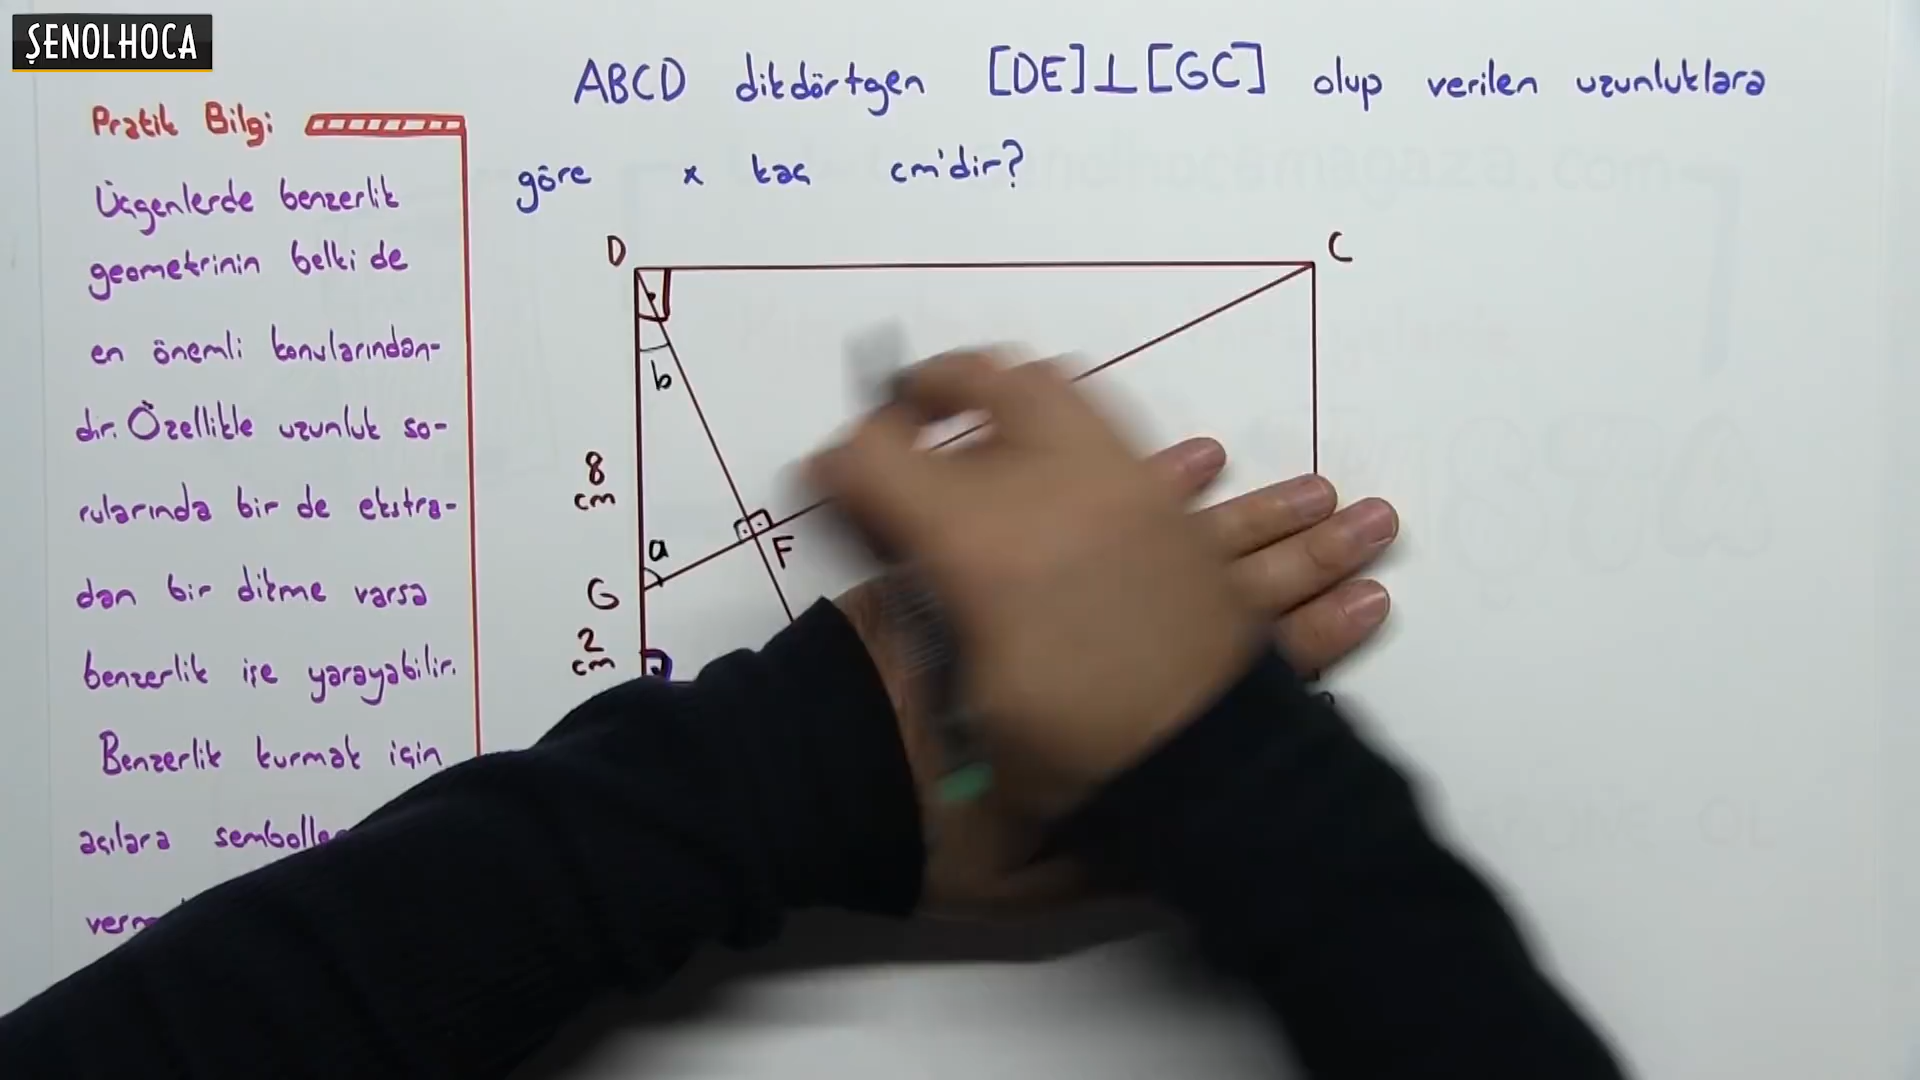 ŞENOLHOCA
ABCD dikdörtgen [DE]⊥[GC] olup verilen uzunluklara
göre x kaç cm'dir?
Pratik Bilgi
Üçgenlerde benzerlik
geometrinin belki de
en önemli konularından-
dır. Özellikle uzunluk so-
rularında bir de ekstra-
dan bir dikme varsa
benzerlik işe yarayabilir.
Benzerlik kurmak için
açılara
D
C
b
8
cm
a
F
G
2
cm